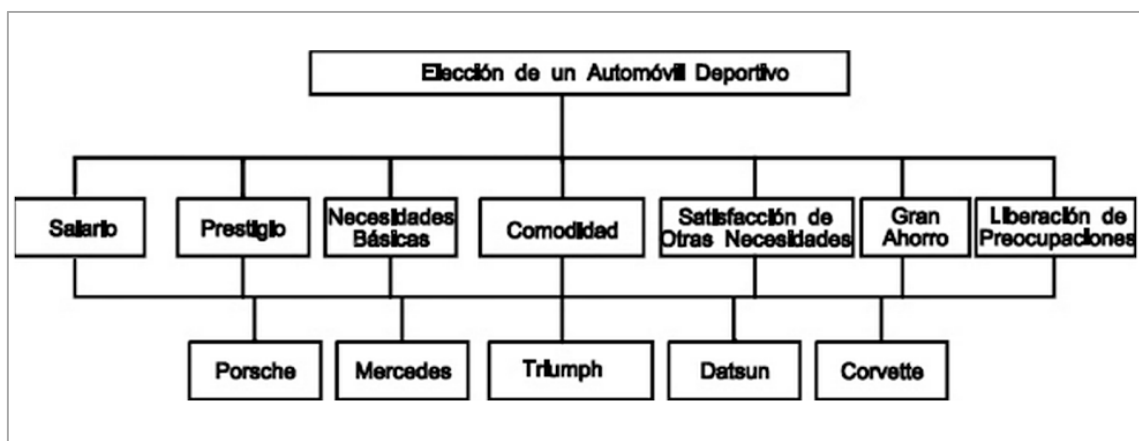 Elección de un Automóvil Deportivo
Salario
Prestigio
Necesidades
Básicas
Comodidad
Satisfacción de
Otras Necesidades
Gran
Ahorro
Liberación de
Preocupaciones
Porsche
Mercedes
Triumph
Datsun
Corvette